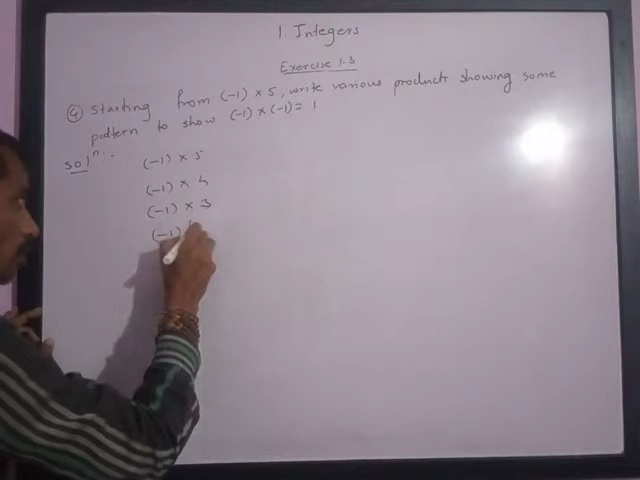 1. Integers
Exercise 1.3
9 Starting from (-1) × 5, write various products showing some
pattern to show (-1) × (-1) = 1
Solⁿ:-
(-1) × 5
(-1) × 4
(-1) × 3
(-1)